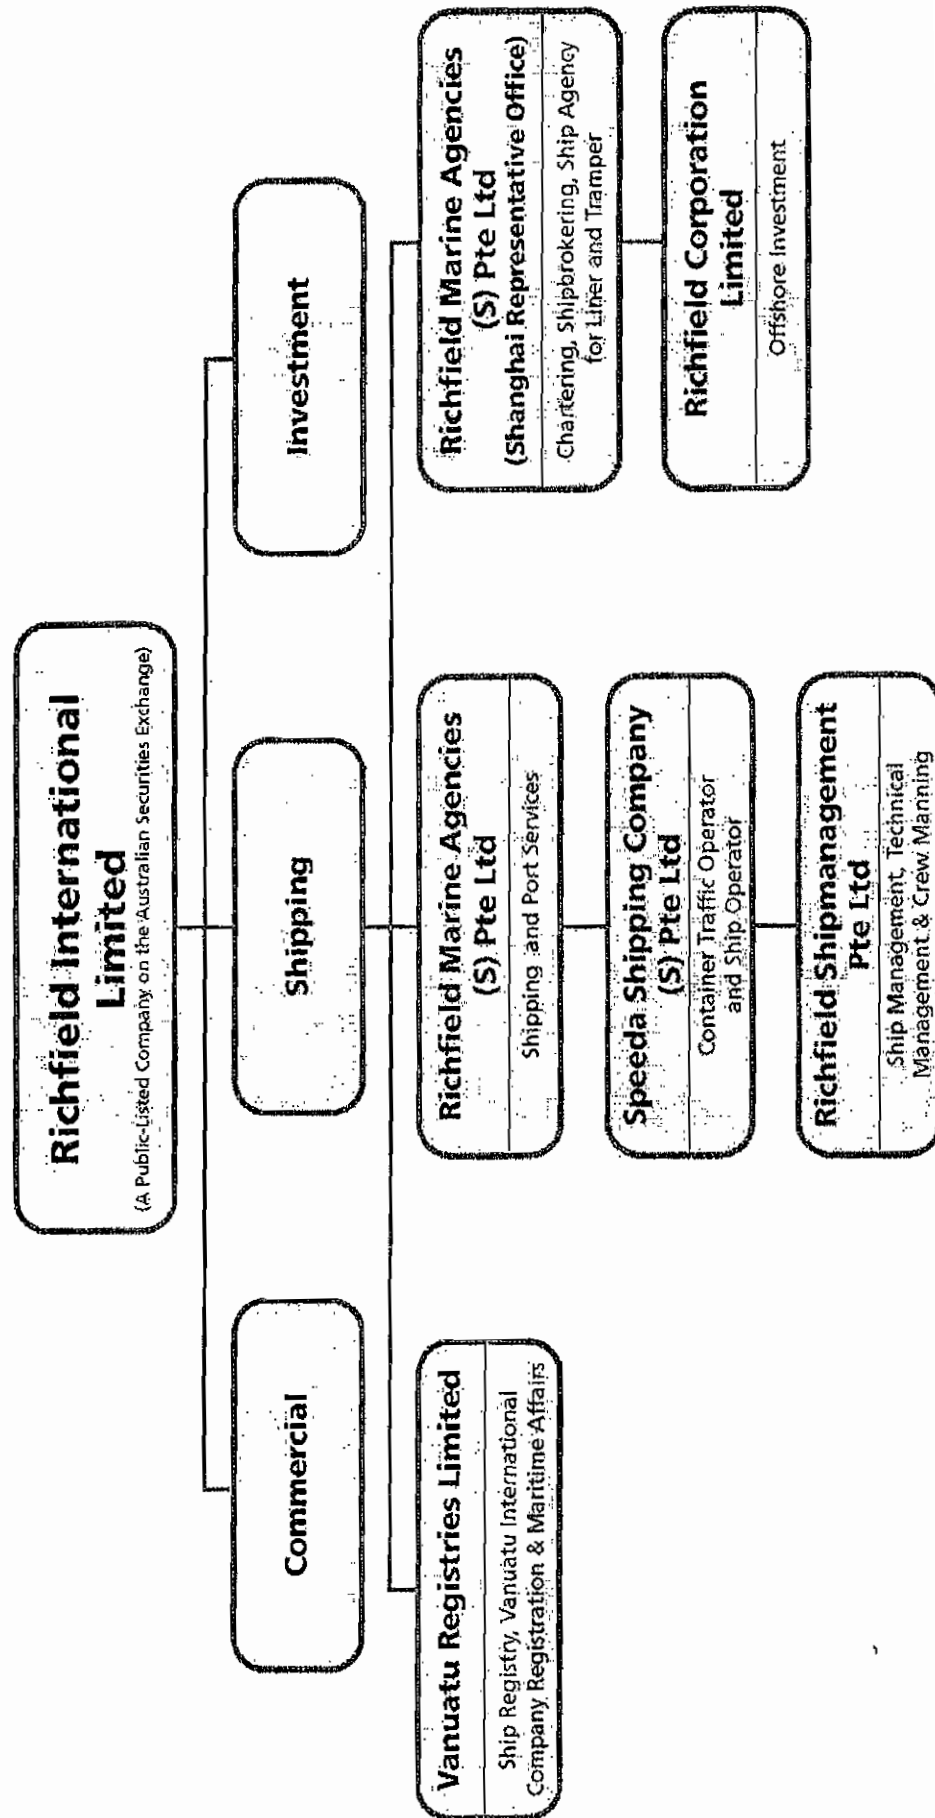 Richfield International
Limited
(A Public-Listed Company on the Australian Securities Exchange)
Commercial
Shipping
Investment
Vanuatu Registries Limited
Ship Registry, Vanuatu International
Company Registration & Maritime Affairs
Richfield Marine Agencies
(S) Pte Ltd
Shipping and Port Services
Speeda Shipping Company
(S) Pte Ltd
Container Traffic Operator
and Ship Operator
Richfield Shipmanagement
Pte Ltd
Ship Management, Technical
Management & Crew Manning
Richfield Marine Agencies
(S) Pte Ltd
(Shanghai Representative Office)
Chartering, Shipbrokering, Ship Agency
for Liner and Tramper
Richfield Corporation
Limited
Offshore Investment